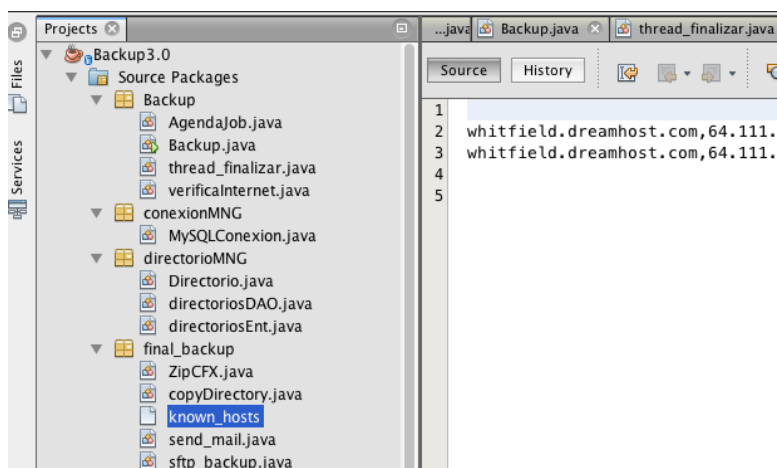 Projects
Files
Services
Backup3.0
Source Packages
Backup
AgendaJob.java
Backup.java
thread_finalizar.java
verificaInternet.java
conexionMNG
MySQLConexion.java
directorioMNG
Directorio.java
directoriosDAO.java
directoriosEnt.java
final_backup
ZipCFX.java
copyDirectory.java
known_hosts
send_mail.java
sftp_backup.java
...java Backup.java thread_finalizar.java
Source History
1
2 whitfield.dreamhost.com,64.111.
3 whitfield.dreamhost.com,64.111.
4
5